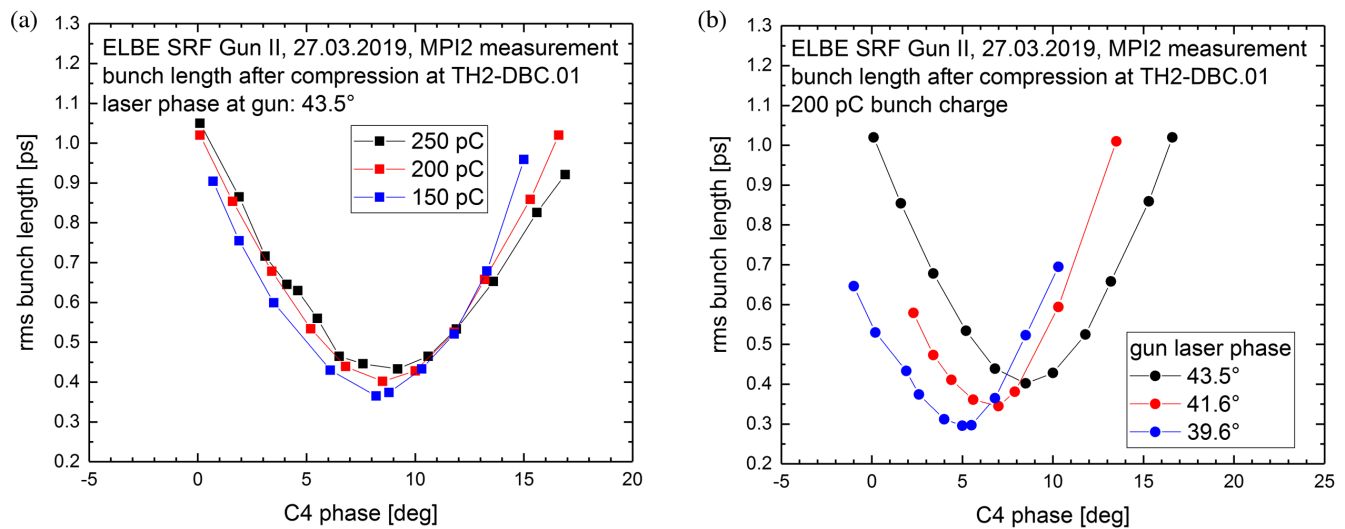 (a)
ELBE SRF Gun II, 27.03.2019, MPI2 measurement
bunch length after compression at TH2-DBC.01
laser phase at gun: 43.5°
250 pC
200 pC
150 pC
rms bunch length [ps]
1.3
1.2
1.1
1.0
0.9
0.8
0.7
0.6
0.5
0.4
0.3
0.2
-5
0
5
10
15
20
C4 phase [deg]
(b)
ELBE SRF Gun II, 27.03.2019, MPI2 measurement
bunch length after compression at TH2-DBC.01
200 pC bunch charge
gun laser phase
43.5°
41.6°
39.6°
rms bunch length [ps]
1.3
1.2
1.1
1.0
0.9
0.8
0.7
0.6
0.5
0.4
0.3
0.2
-5
0
5
10
15
20
25
C4 phase [deg]